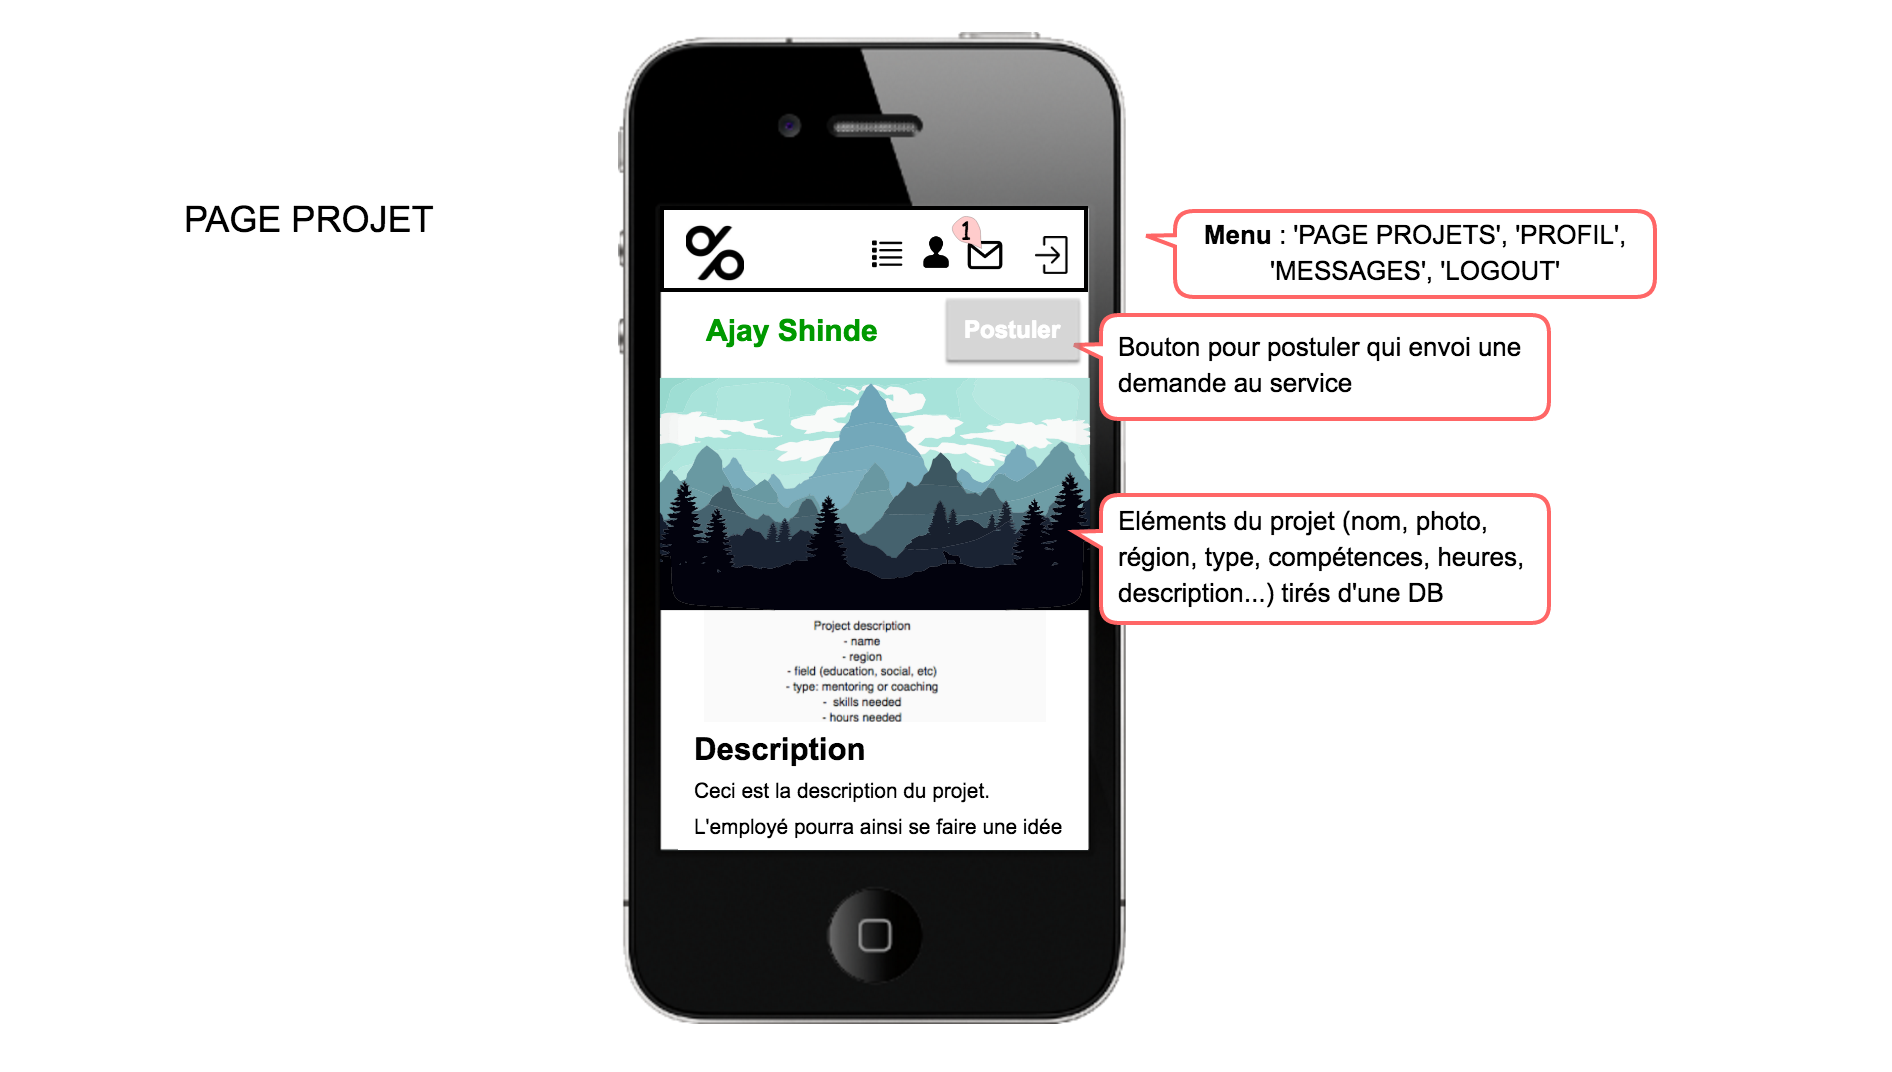 PAGE PROJET
1
Menu : 'PAGE PROJETS', 'PROFIL',
'MESSAGES', 'LOGOUT'
Ajay Shinde
Postuler
Bouton pour postuler qui envoi une
demande au service
Eléments du projet (nom, photo,
région, type, compétences, heures,
description...) tirés d'une DB
Project description
- name
- region
- field (education, social, etc)
- type: mentoring or coaching
- skills needed
- hours needed
Description
Ceci est la description du projet.
L'employé pourra ainsi se faire une idée